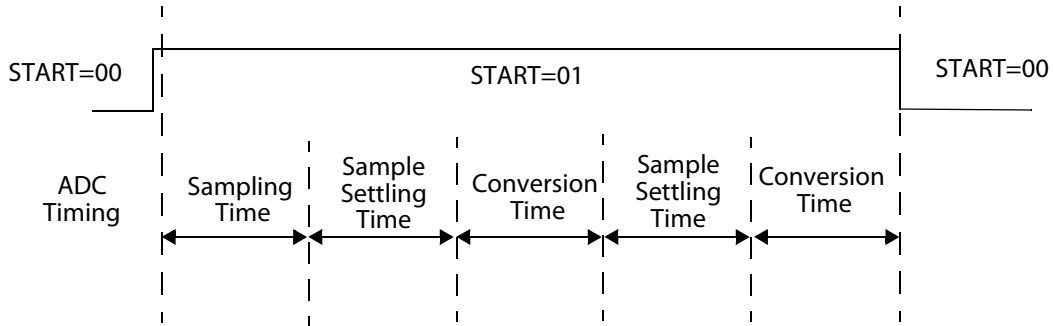 START=00
START=01
START=00
ADC
Timing
Sampling
Time
Sample
Settling
Time
Conversion
Time
Sample
Settling
Time
Conversion
Time